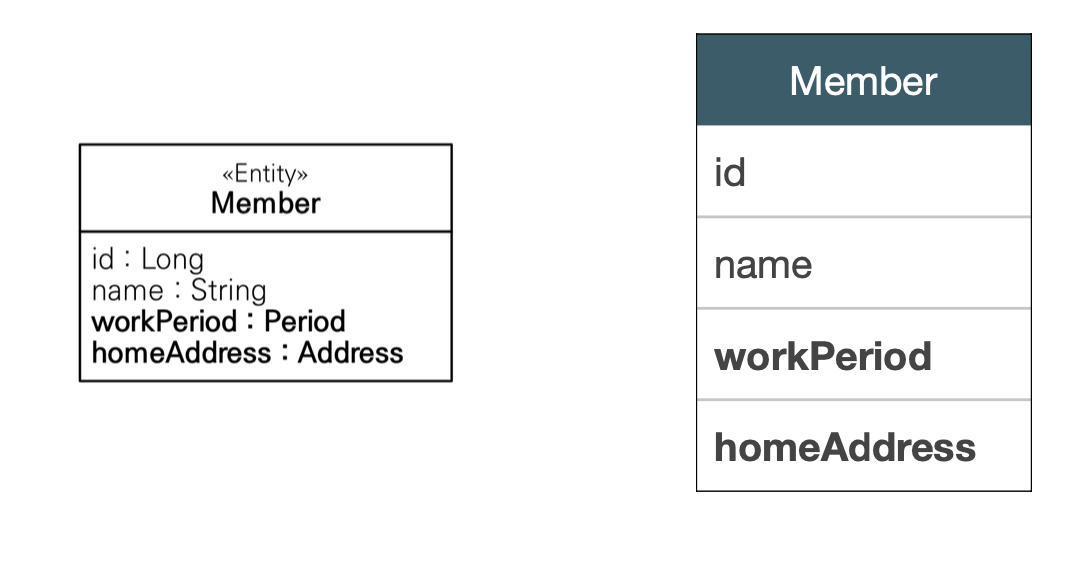 «Entity»
Member
id : Long
name : String
workPeriod : Period
homeAddress : Address
Member
id
name
workPeriod
homeAddress